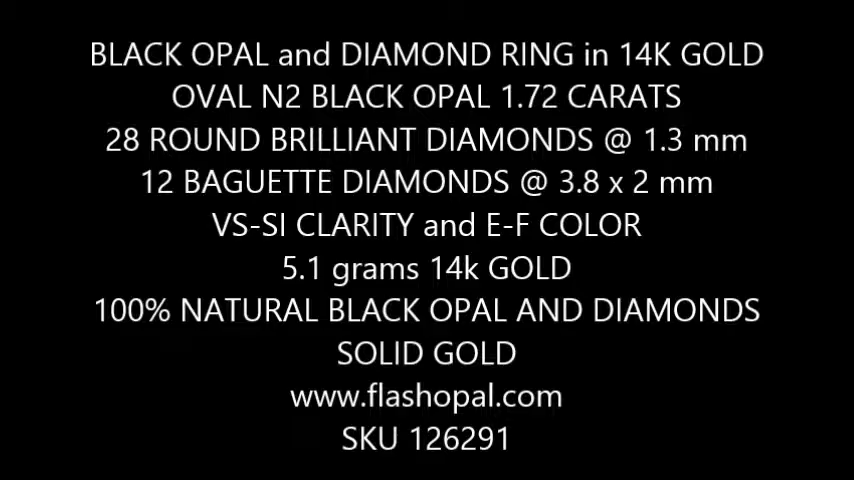 BLACK OPAL and DIAMOND RING in 14K GOLD
OVAL N2 BLACK OPAL 1.72 CARATS
28 ROUND BRILLIANT DIAMONDS @ 1.3 mm
12 BAGUETTE DIAMONDS @ 3.8 x 2 mm
VS-SI CLARITY and E-F COLOR
5.1 grams 14k GOLD
100% NATURAL BLACK OPAL AND DIAMONDS
SOLID GOLD
www.flashopal.com
SKU 126291